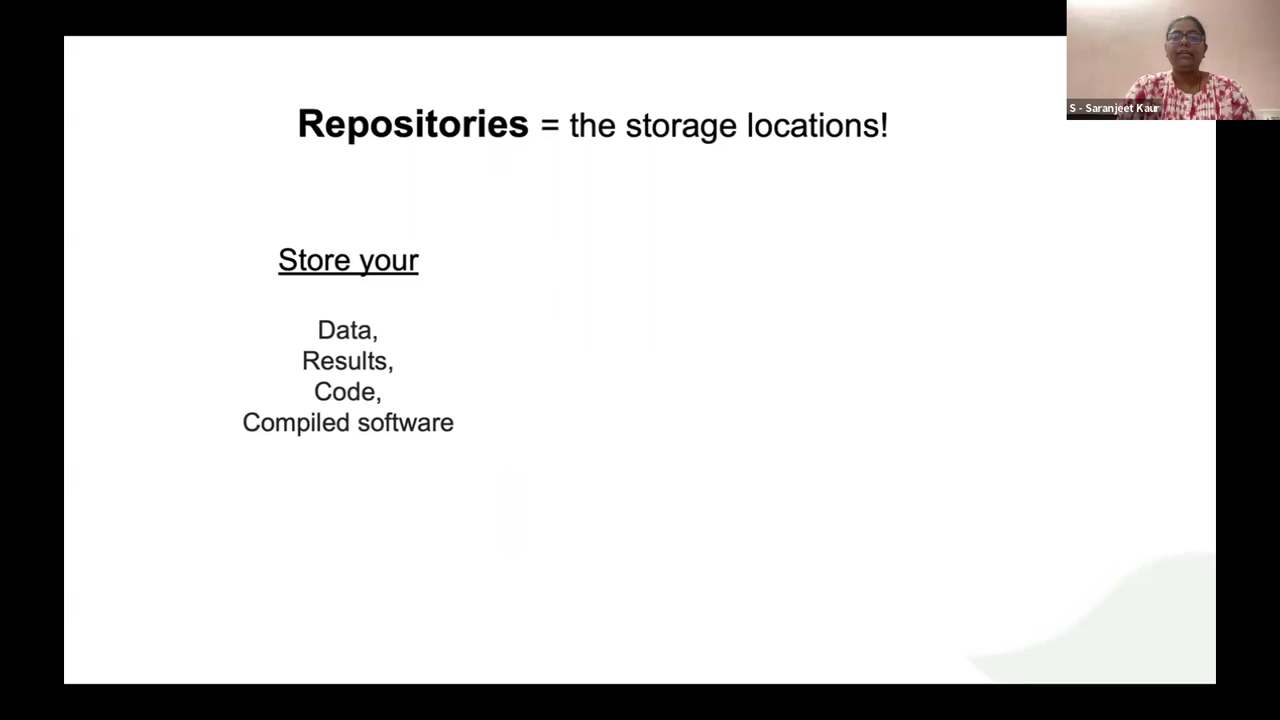 Repositories = the storage locations!
S - Saranjeet Kaur
Store your
Data,
Results,
Code,
Compiled software